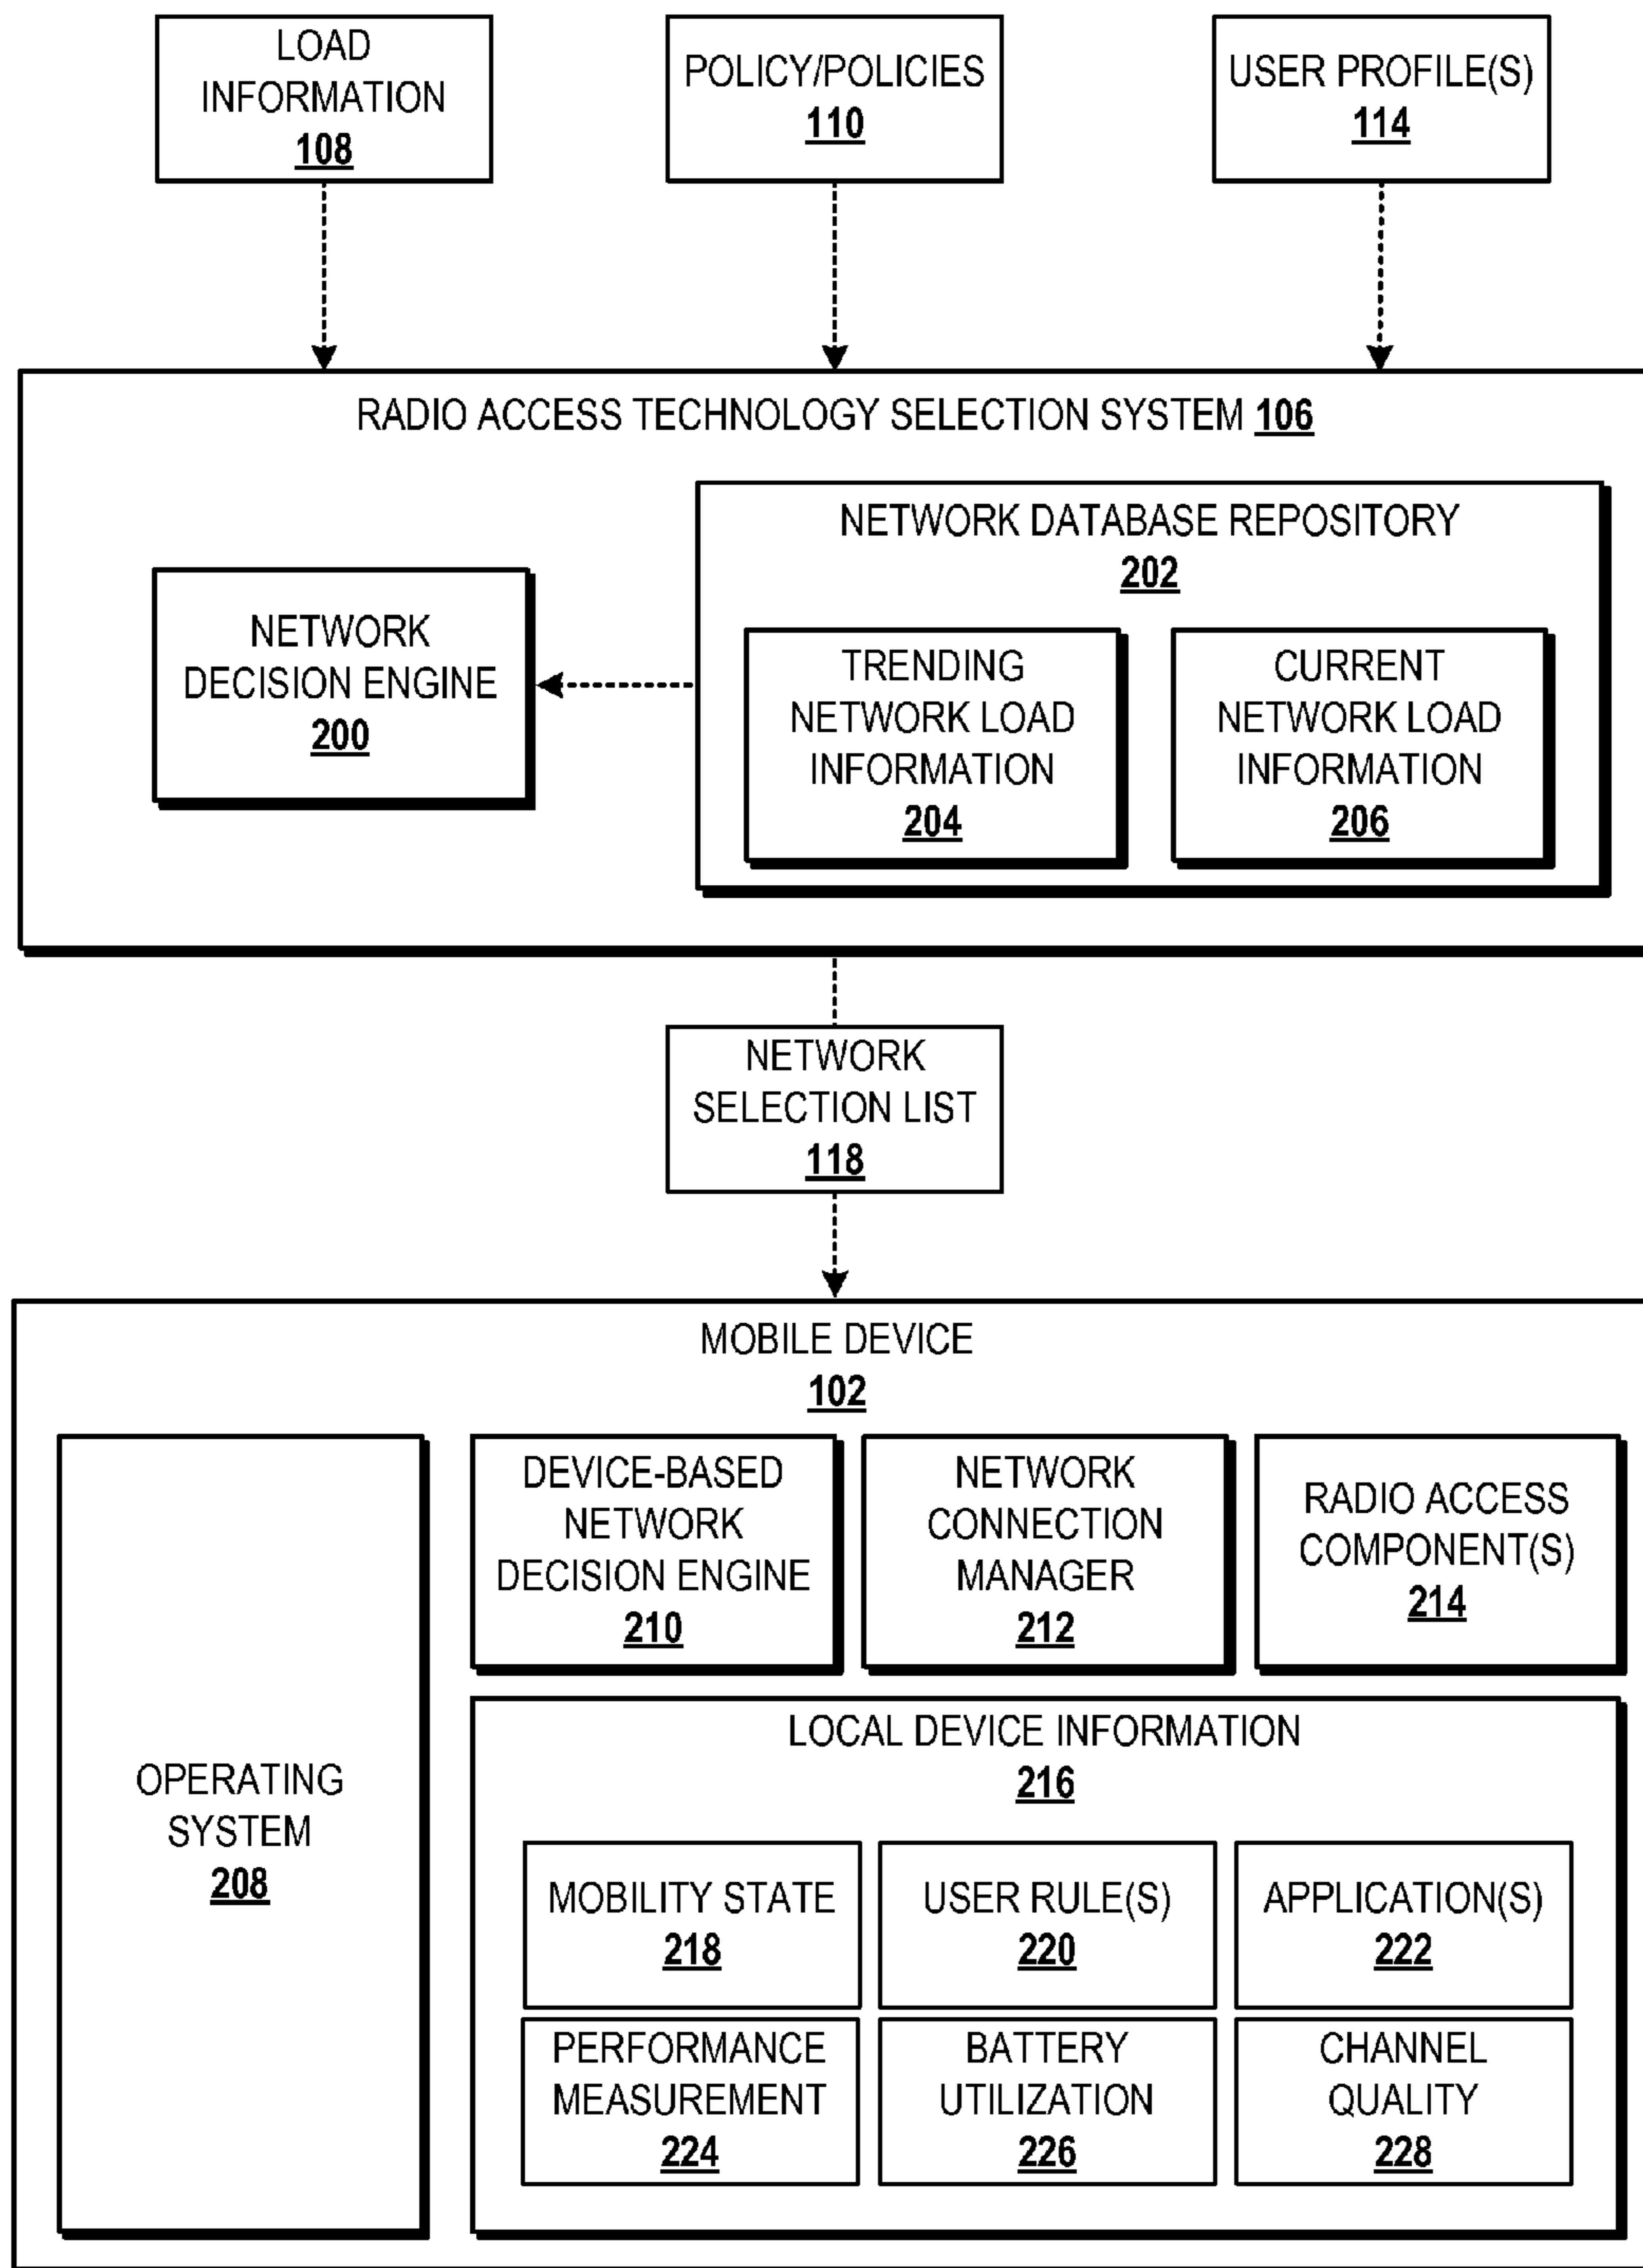 LOAD
INFORMATION
108
POLICY/POLICIES
110
USER PROFILE(S)
114
RADIO ACCESS TECHNOLOGY SELECTION SYSTEM 106
NETWORK DATABASE REPOSITORY
202
NETWORK
DECISION ENGINE
200
TRENDING
NETWORK LOAD
INFORMATION
204
CURRENT
NETWORK LOAD
INFORMATION
206
NETWORK
SELECTION LIST
118
MOBILE DEVICE
102
OPERATING
SYSTEM
208
DEVICE-BASED
NETWORK
DECISION ENGINE
210
NETWORK
CONNECTION
MANAGER
212
RADIO ACCESS
COMPONENT(S)
214
LOCAL DEVICE INFORMATION
216
MOBILITY STATE
218
USER RULE(S)
220
APPLICATION(S)
222
PERFORMANCE
MEASUREMENT
224
BATTERY
UTILIZATION
226
CHANNEL
QUALITY
228